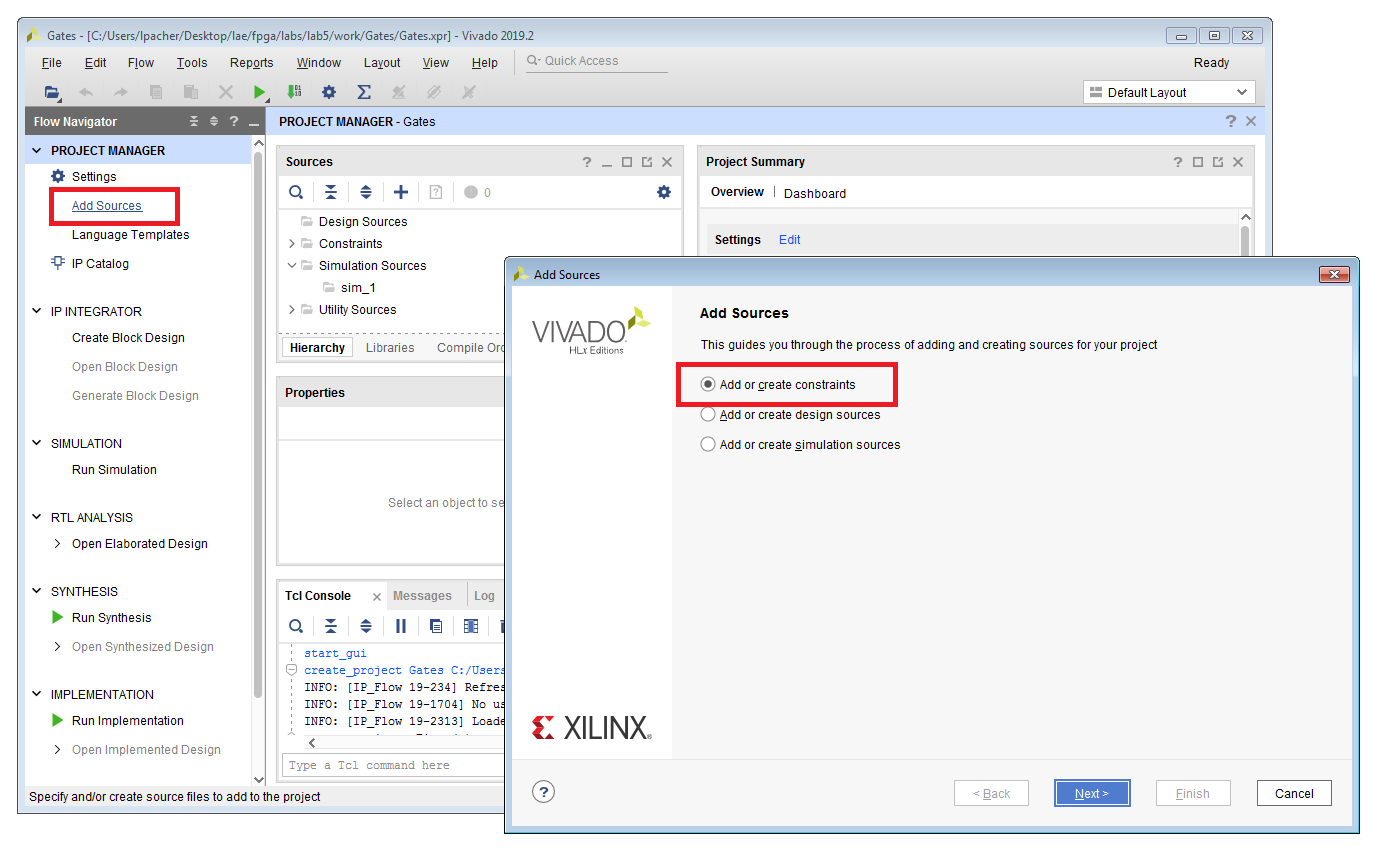 Gates - [C:/Users/lpacher/Desktop/lae/fpga/labs/lab5/work/Gates/Gates.xpr] - Vivado 2019.2
File Edit Flow Tools Reports Window Layout View Help Quick Access Ready
Default Layout
Flow Navigator
PROJECT MANAGER
Settings
Add Sources
Language Templates
IP Catalog
IP INTEGRATOR
Create Block Design
Open Block Design
Generate Block Design
SIMULATION
Run Simulation
RTL ANALYSIS
Open Elaborated Design
SYNTHESIS
Run Synthesis
Open Synthesized Design
IMPLEMENTATION
Run Implementation
Open Implemented Design
PROJECT MANAGER - Gates
Sources
0
Design Sources
Constraints
Simulation Sources
sim_1
Utility Sources
Hierarchy Libraries Compile Ord
Properties
Select an object to se
Tcl Console Messages Log
start_gui
create_project Gates C:/Users
INFO: [IP_Flow 19-234] Refres
INFO: [IP_Flow 19-1704] No us
INFO: [IP_Flow 19-2313] Loade
Type a Tcl command here
Project Summary
Overview | Dashboard
Settings Edit
Add Sources
VIVADO
HLx Editions
Add Sources
This guides you through the process of adding and creating sources for your project
Add or create constraints
Add or create design sources
Add or create simulation sources
XILINX
? < Back Next > Finish Cancel
Specify and/or create source files to add to the project